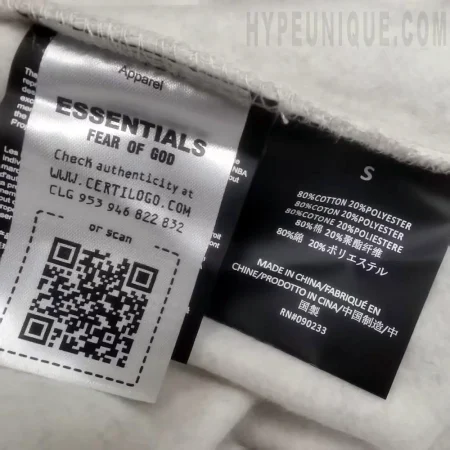 HYPEUNIQUE.COM
Apparel
ESSENTIALS
FEAR OF GOD
Check authenticity at
WWW.CERTILOGO.COM
CLG 953 946 822 832
or scan
S
80%COTTON 20%POLYESTER
80%COTTON 20%POLYESTER
80%COTONE 20%POLIESTERE
80%棉 20%聚酯纤维
80%綿 20%ポリエステル
MADE IN CHINA/FABRIQUÉ EN
CHINE/PRODOTTO IN CINA/中国制造/中
国製
RN#090233